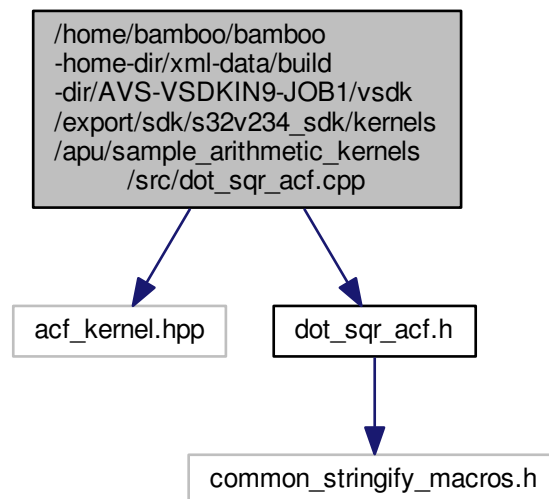 /home/bamboo/bamboo
-home-dir/xml-data/build
-dir/AVS-VSDKIN9-JOB1/vsdk
/export/sdk/s32v234_sdk/kernels
/apu/sample_arithmetic_kernels
/src/dot_sqr_acf.cpp
acf_kernel.hpp
dot_sqr_acf.h
common_stringify_macros.h